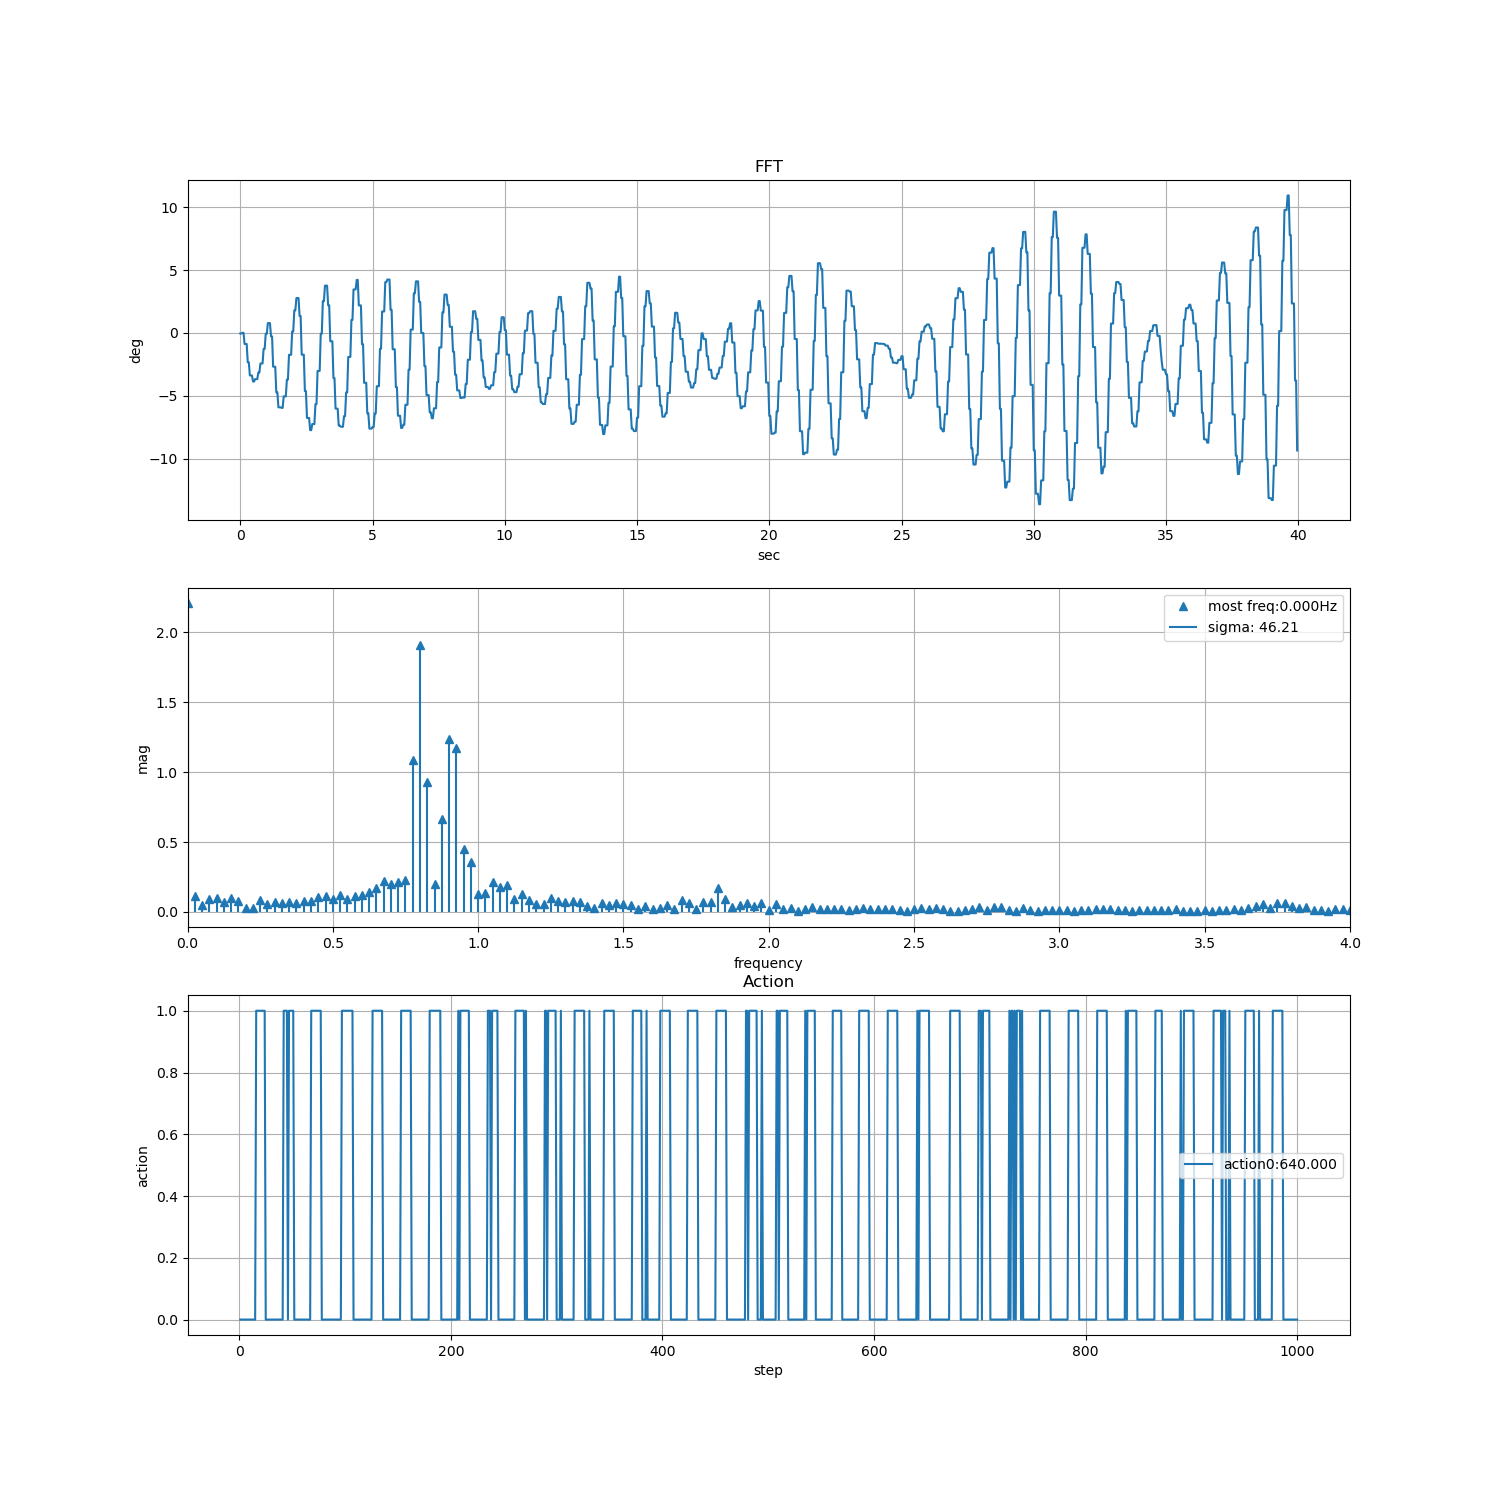 FFT
10
5
0
−5
−10
deg
0 5 10 15 20 25 30 35 40
sec
2.0
1.5
1.0
0.5
0.0
mag
most freq:0.000Hz
sigma: 46.21
0.0 0.5 1.0 1.5 2.0 2.5 3.0 3.5 4.0
frequency
Action
1.0
0.8
0.6
0.4
0.2
0.0
action
action0:640.000
0 200 400 600 800 1000
step